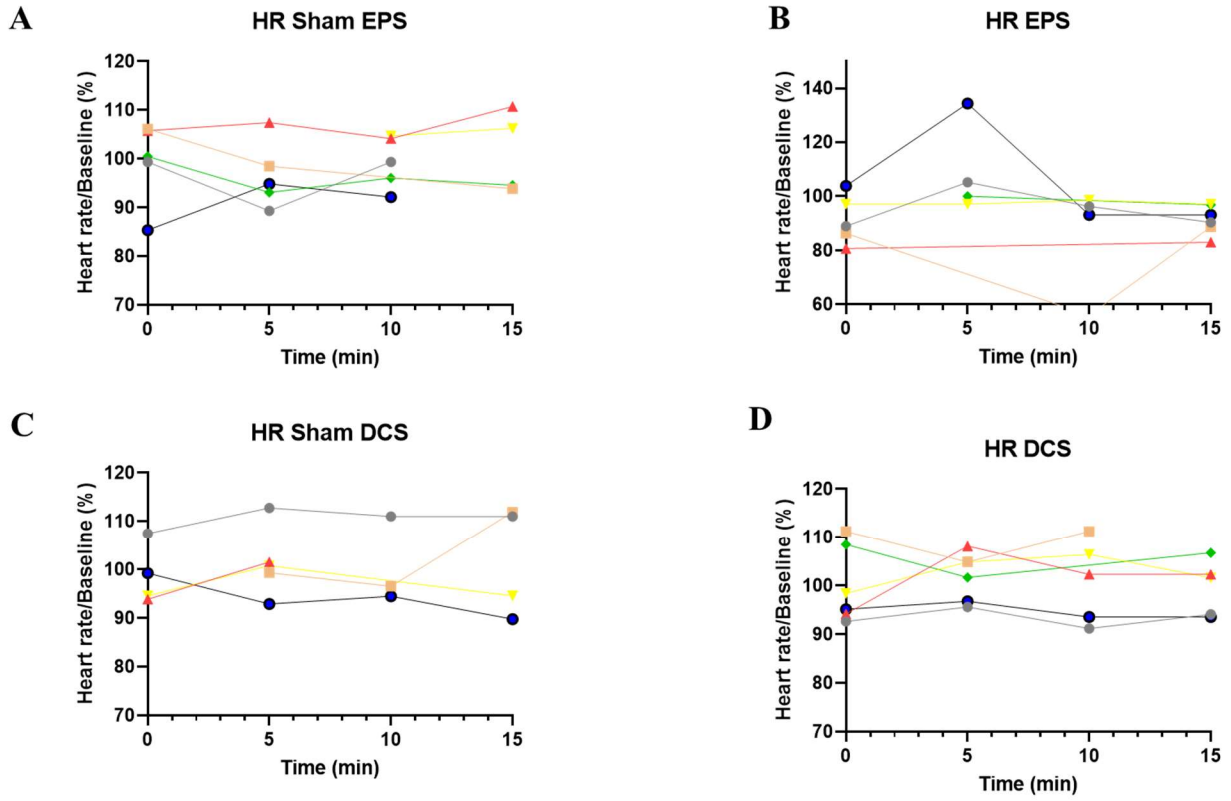 A
HR Sham EPS
Heart rate/Baseline (%)
120
110
100
90
80
70
0 5 10 15
Time (min)
B
HR EPS
Heart rate/Baseline (%)
140
120
100
80
60
0 5 10 15
Time (min)
C
HR Sham DCS
Heart rate/Baseline (%)
120
110
100
90
80
70
0 5 10 15
Time (min)
D
HR DCS
Heart rate/Baseline (%)
120
110
100
90
80
70
0 5 10 15
Time (min)